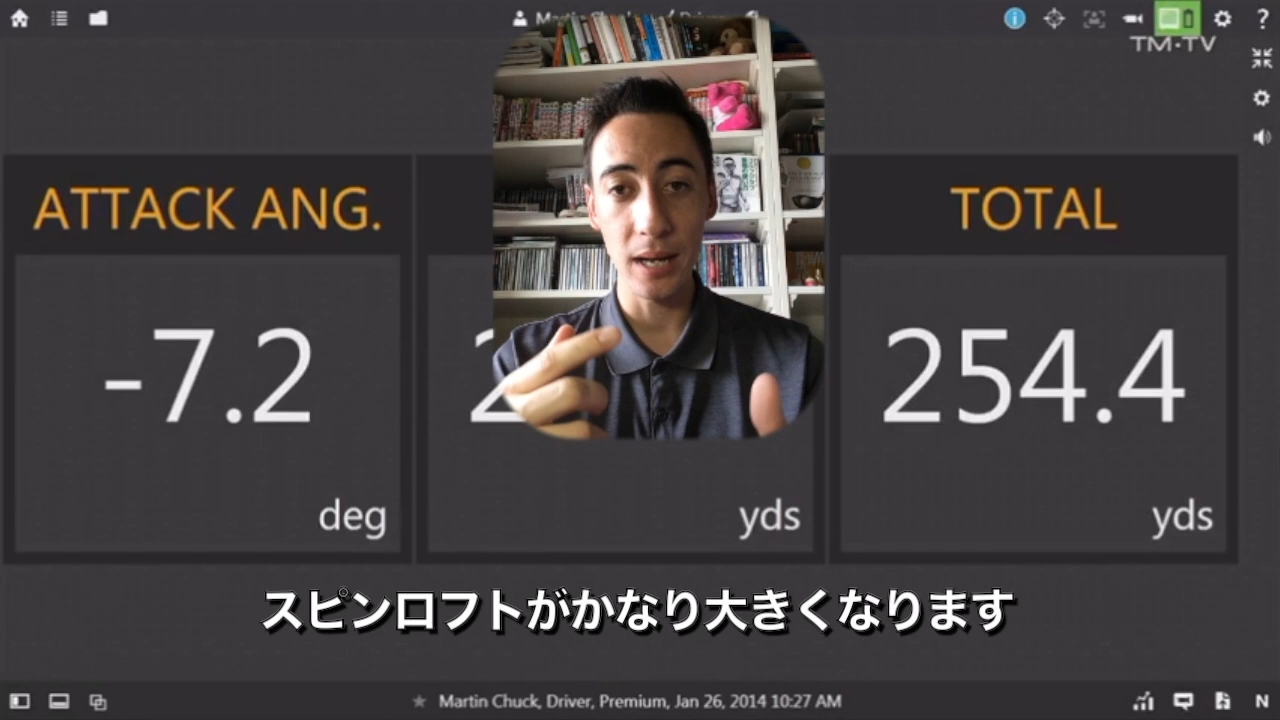 TM·TV
ATTACK ANG.
TOTAL
-7.2
254.4
deg
yds
yds
スピンロフトがかなり大きくなります
Martin Chuck, Driver, Premium, Jan 26, 2014 10:27 AM
N